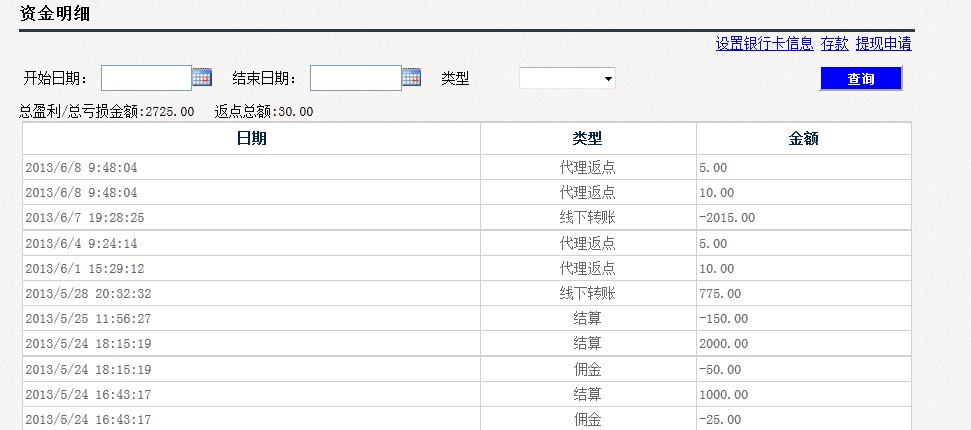 资金明细
设置银行卡信息 存款 提现申请
开始日期: 结束日期: 类型 查询
总盈利/总亏损金额:2725.00 返点总额:30.00
日期 类型 金额
2013/6/8 9:48:04 代理返点 5.00
2013/6/8 9:48:04 代理返点 10.00
2013/6/7 19:28:25 线下转账 -2015.00
2013/6/4 9:24:14 代理返点 5.00
2013/6/1 15:29:12 代理返点 10.00
2013/5/28 20:32:32 线下转账 775.00
2013/5/25 11:56:27 结算 -150.00
2013/5/24 18:15:19 结算 2000.00
2013/5/24 18:15:19 佣金 -50.00
2013/5/24 16:43:17 结算 1000.00
2013/5/24 16:43:17 佣金 -25.00